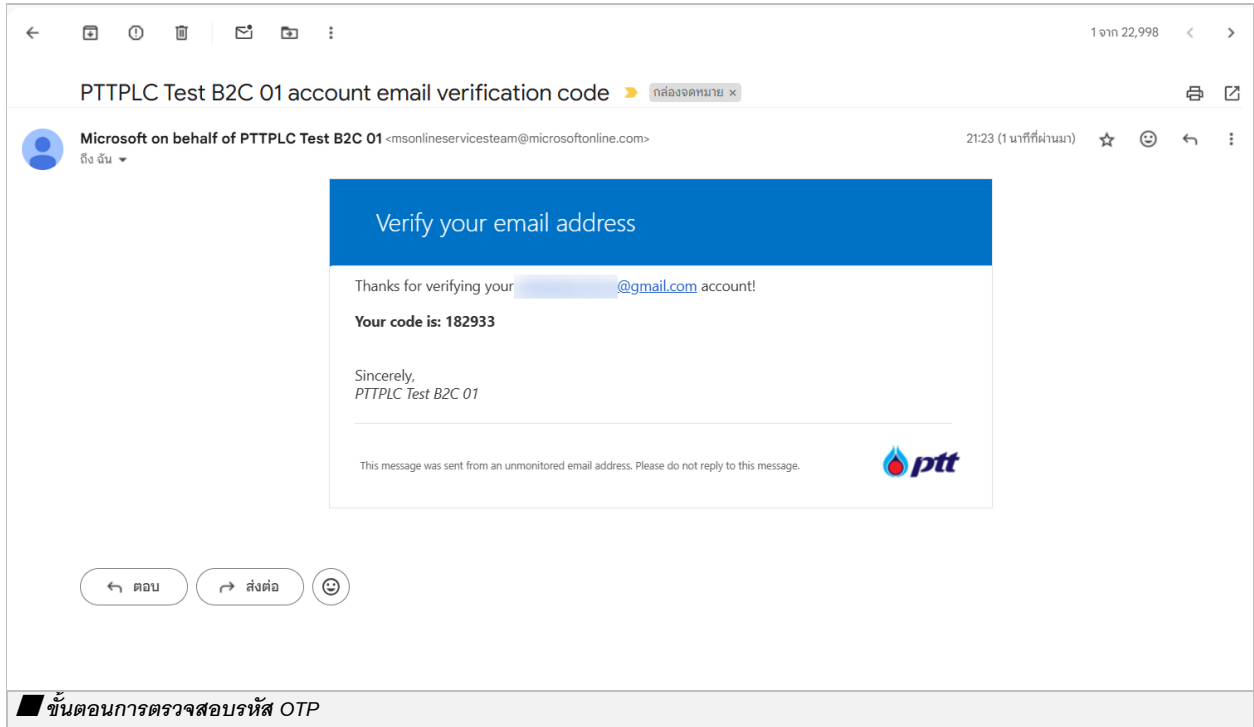 1 จาก 22,998
PTTPLC Test B2C 01 account email verification code กล่องจดหมาย ×
Microsoft on behalf of PTTPLC Test B2C 01 <msonlineservicesteam@microsoftonline.com> 21:23 (1 นาทีที่ผ่านมา)
ถึง ฉัน
Verify your email address
Thanks for verifying your @gmail.com account!
Your code is: 182933
Sincerely,
PTTPLC Test B2C 01
This message was sent from an unmonitored email address. Please do not reply to this message.
ptt
ตอบ ส่งต่อ
ขั้นตอนการตรวจสอบรหัส OTP